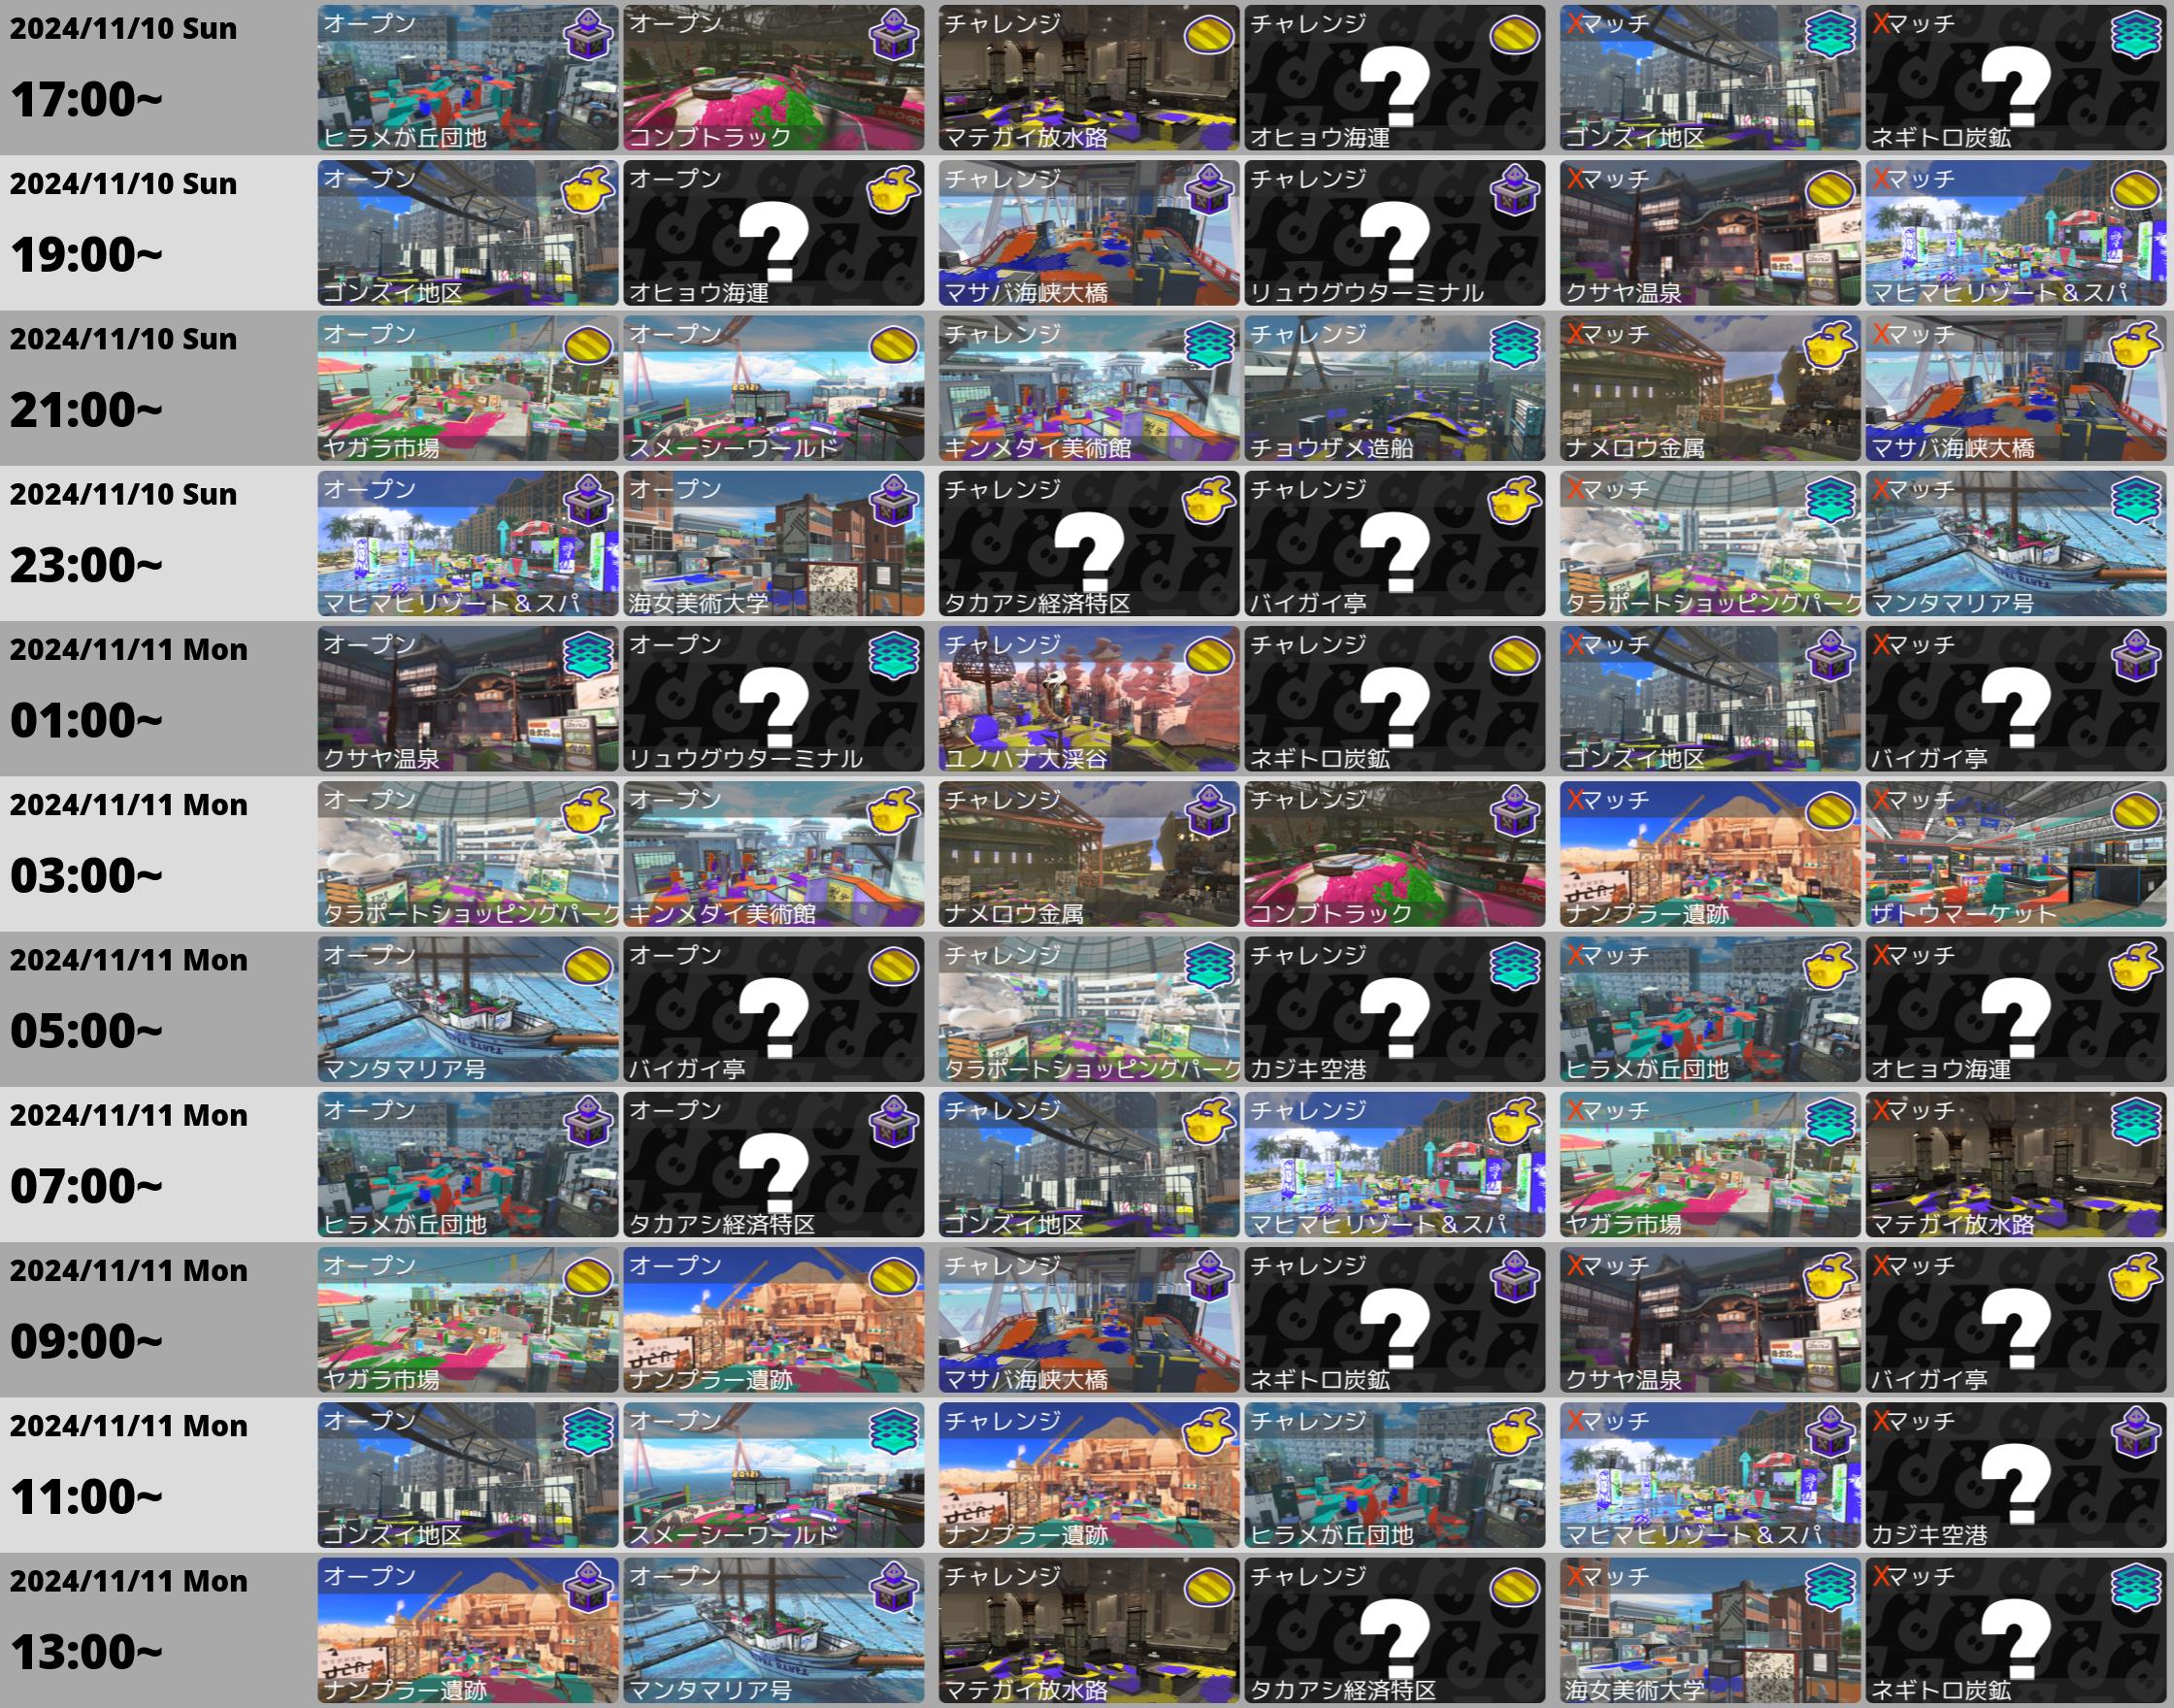 2024/11/10 Sun
17:00~
オープン
ヒラメが丘団地
オープン
コンブトラック
チャレンジ
マテガイ放水路
チャレンジ
オヒョウ海運
Xマッチ
ゴンズイ地区
Xマッチ
ネギトロ炭鉱
2024/11/10 Sun
19:00~
オープン
ゴンズイ地区
オープン
オヒョウ海運
チャレンジ
マサバ海峡大橋
チャレンジ
リュウグウターミナル
Xマッチ
クサヤ温泉
Xマッチ
マヒマヒリゾート&スパ
2024/11/10 Sun
21:00~
オープン
ヤガラ市場
オープン
スメーシーワールド
チャレンジ
キンメダイ美術館
チャレンジ
チョウザメ造船
Xマッチ
ナメロウ金属
Xマッチ
マサバ海峡大橋
2024/11/10 Sun
23:00~
オープン
マヒマヒリゾート&スパ
オープン
海女美術大学
チャレンジ
タカアシ経済特区
チャレンジ
バイガイ亭
Xマッチ
タラポートショッピングパーク
Xマッチ
マンタマリア号
2024/11/11 Mon
01:00~
オープン
クサヤ温泉
オープン
リュウグウターミナル
チャレンジ
ユノハナ大渓谷
チャレンジ
ネギトロ炭鉱
Xマッチ
ゴンズイ地区
Xマッチ
バイガイ亭
2024/11/11 Mon
03:00~
オープン
タラポートショッピングパーク
オープン
キンメダイ美術館
チャレンジ
ナメロウ金属
チャレンジ
コンブトラック
Xマッチ
ナンプラー遺跡
Xマッチ
ザトウマーケット
2024/11/11 Mon
05:00~
オープン
マンタマリア号
オープン
バイガイ亭
チャレンジ
タラポートショッピングパーク
チャレンジ
カジキ空港
Xマッチ
ヒラメが丘団地
Xマッチ
オヒョウ海運
2024/11/11 Mon
07:00~
オープン
ヒラメが丘団地
オープン
タカアシ経済特区
チャレンジ
ゴンズイ地区
チャレンジ
マヒマヒリゾート&スパ
Xマッチ
ヤガラ市場
Xマッチ
マテガイ放水路
2024/11/11 Mon
09:00~
オープン
ヤガラ市場
オープン
ナンプラー遺跡
チャレンジ
マサバ海峡大橋
チャレンジ
ネギトロ炭鉱
Xマッチ
クサヤ温泉
Xマッチ
バイガイ亭
2024/11/11 Mon
11:00~
オープン
ゴンズイ地区
オープン
スメーシーワールド
チャレンジ
ナンプラー遺跡
チャレンジ
ヒラメが丘団地
Xマッチ
マヒマヒリゾート&スパ
Xマッチ
カジキ空港
2024/11/11 Mon
13:00~
オープン
ナンプラー遺跡
オープン
マンタマリア号
チャレンジ
マテガイ放水路
チャレンジ
タカアシ経済特区
Xマッチ
海女美術大学
Xマッチ
ネギトロ炭鉱